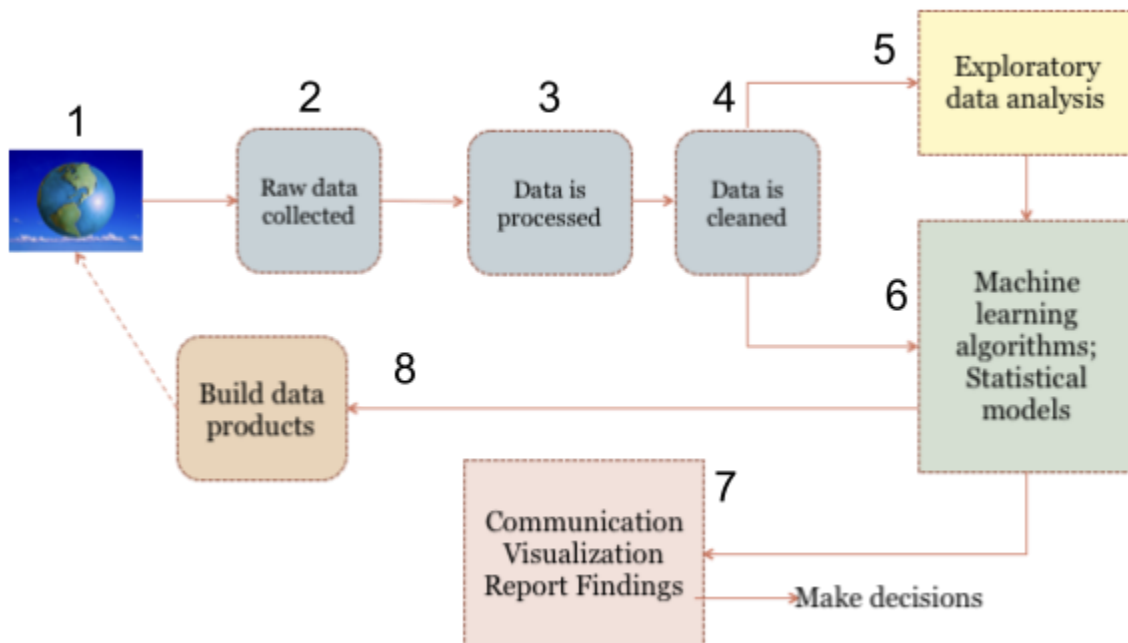 1
2
Raw data
collected
3
Data is
processed
4
Data is
cleaned
5
Exploratory
data analysis
6
Machine
learning
algorithms;
Statistical
models
7
Communication
Visualization
Report Findings
Make decisions
8
Build data
products